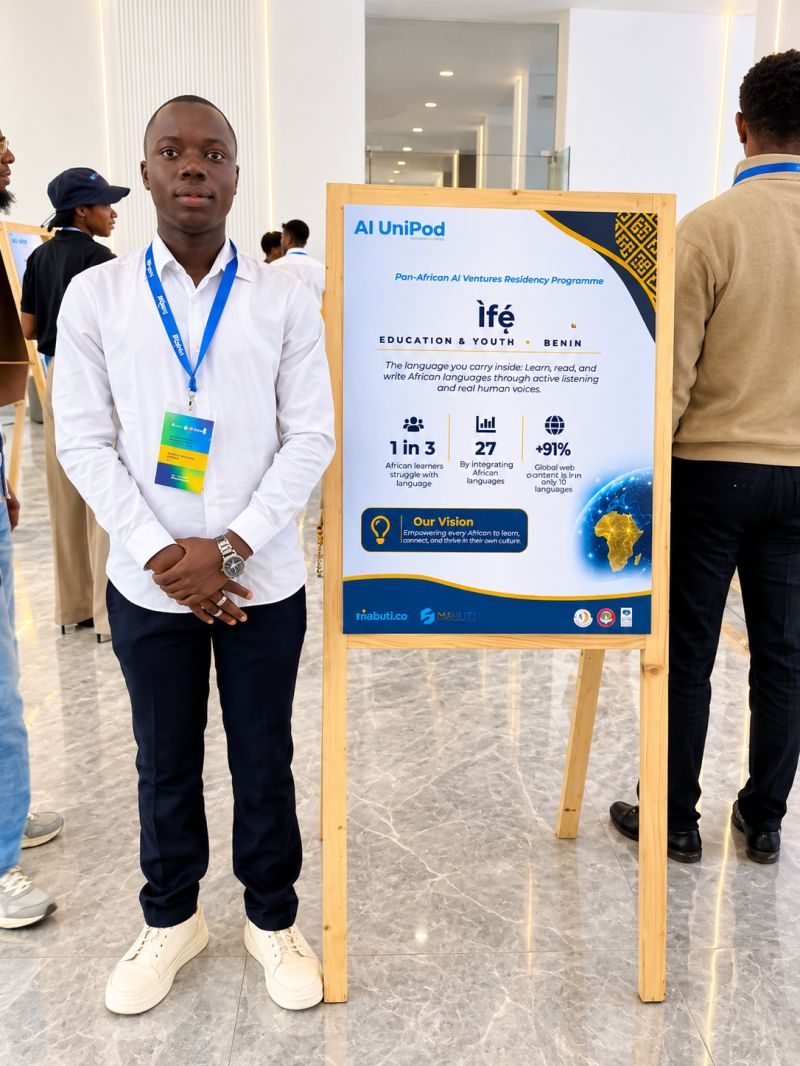 AI UniPod
Pan-African AI Ventures Residency Programme
Ìfẹ́
EDUCATION & YOUTH • BENIN
The language you carry inside: Learn, read, and
write African languages through active listening
and real human voices.
1 in 3
African learners
struggle with
language
27
By integrating
African
languages
+91%
Global web
content is in
only 10
languages
Our Vision
Empowering every African to learn,
connect, and thrive in their own culture.
mabuti.co
MABUTI